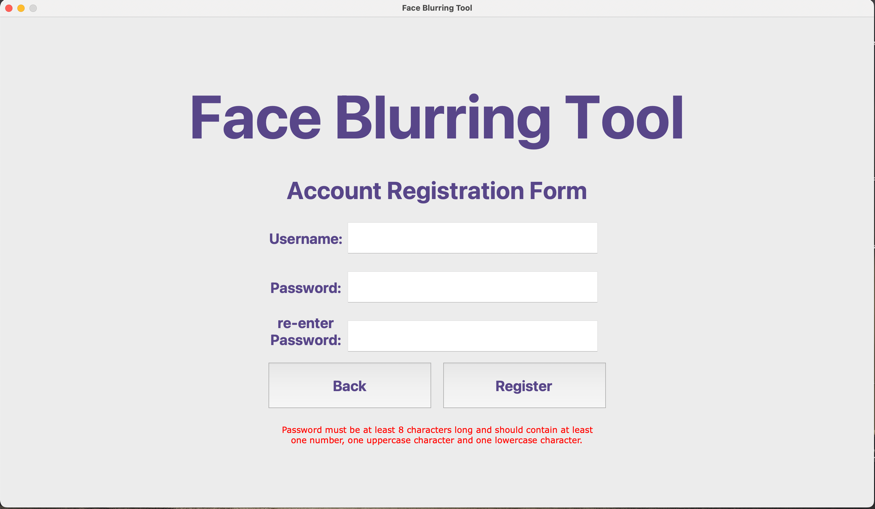 Face Blurring Tool
Face Blurring Tool
Account Registration Form
Username:
Password:
re-enter
Password:
Back
Register
Password must be at least 8 characters long and should contain at least
one number, one uppercase character and one lowercase character.